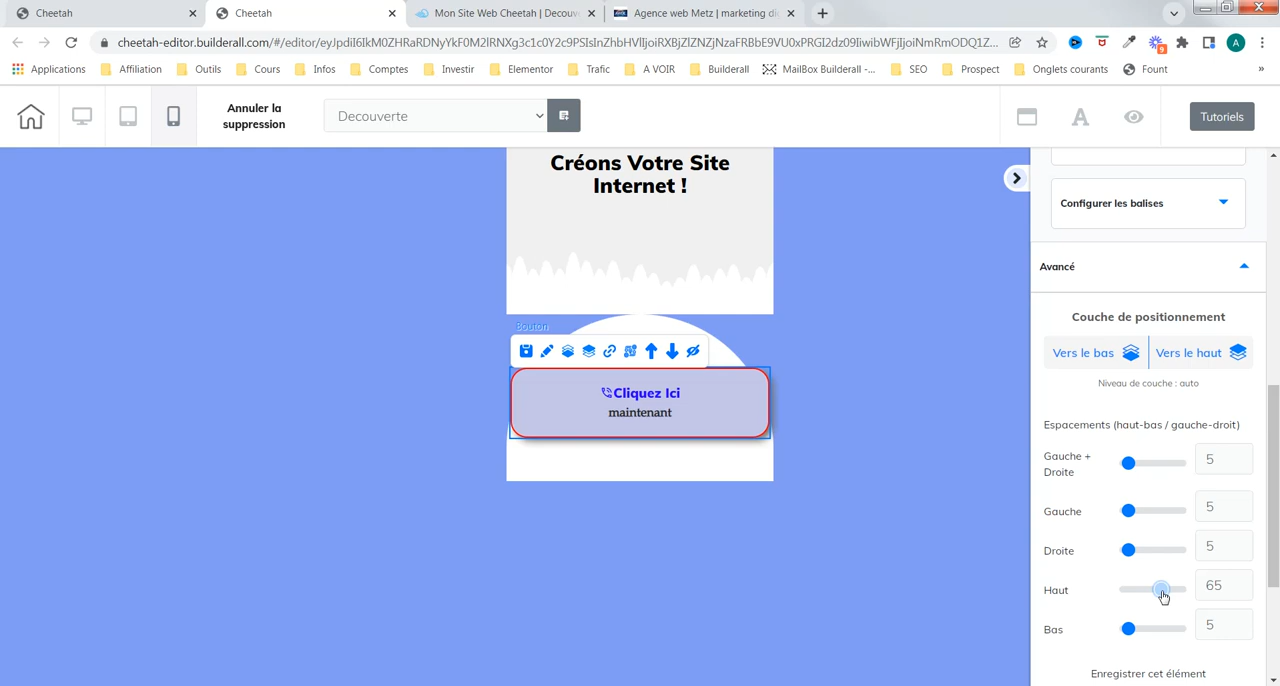 Cheetah
Cheetah
Mon Site Web Cheetah | Decouv
Agence web Metz | marketing di
cheetah-editor.builderall.com/#/editor/eyJpdiI6IkM0ZHRaRDNyYkF0M2lRNXg3c1c0Y2c9PSIsInZhbHVlIjoiRXBjZlZNZjNzaFRBbE9VU0xPRGI2dz09IiwibWFjIjoiNmRmODQ1Z...
Applications
Affiliation
Outils
Cours
Infos
Comptes
Investir
Elementor
Trafic
A VOIR
Builderall
MailBox Builderall -...
SEO
Prospect
Onglets courants
Fount
»
9
A
Annuler la
suppression
Decouverte
Tutoriels
Créons Votre Site
Internet !
Bouton
Cliquez Ici
maintenant
Configurer les balises
Avancé
Couche de positionnement
Vers le bas
Vers le haut
Niveau de couche : auto
Espacements (haut-bas / gauche-droit)
Gauche +
Droite
5
Gauche
5
Droite
5
Haut
65
Bas
5
Enregistrer cet élément